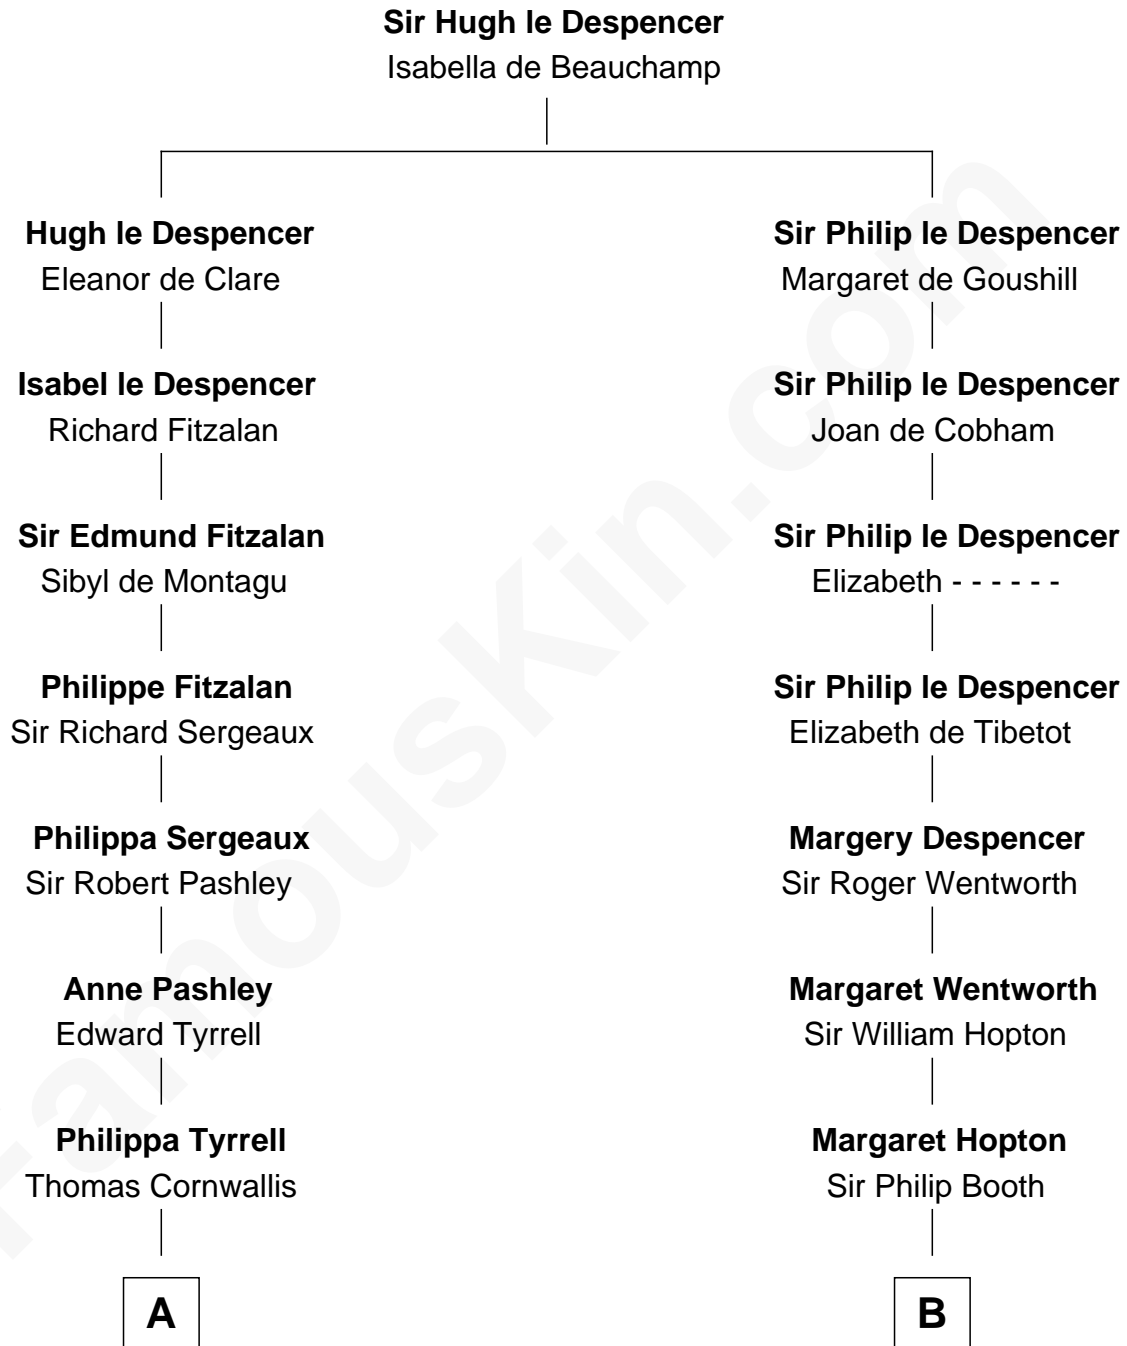 Sir Hugh le Despencer
Isabella de Beauchamp
Hugh le Despencer
Eleanor de Clare
Sir Philip le Despencer
Margaret de Goushill
Isabel le Despencer
Richard Fitzalan
Sir Philip le Despencer
Joan de Cobham
Sir Edmund Fitzalan
Sibyl de Montagu
Sir Philip le Despencer
Elizabeth - - - - - -
Philippe Fitzalan
Sir Richard Sergeaux
Sir Philip le Despencer
Elizabeth de Tibetot
Philippa Sergeaux
Sir Robert Pashley
Margery Despencer
Sir Roger Wentworth
Anne Pashley
Edward Tyrrell
Margaret Wentworth
Sir William Hopton
Philippa Tyrrell
Thomas Cornwallis
Margaret Hopton
Sir Philip Booth
A
B
FamousKin.com